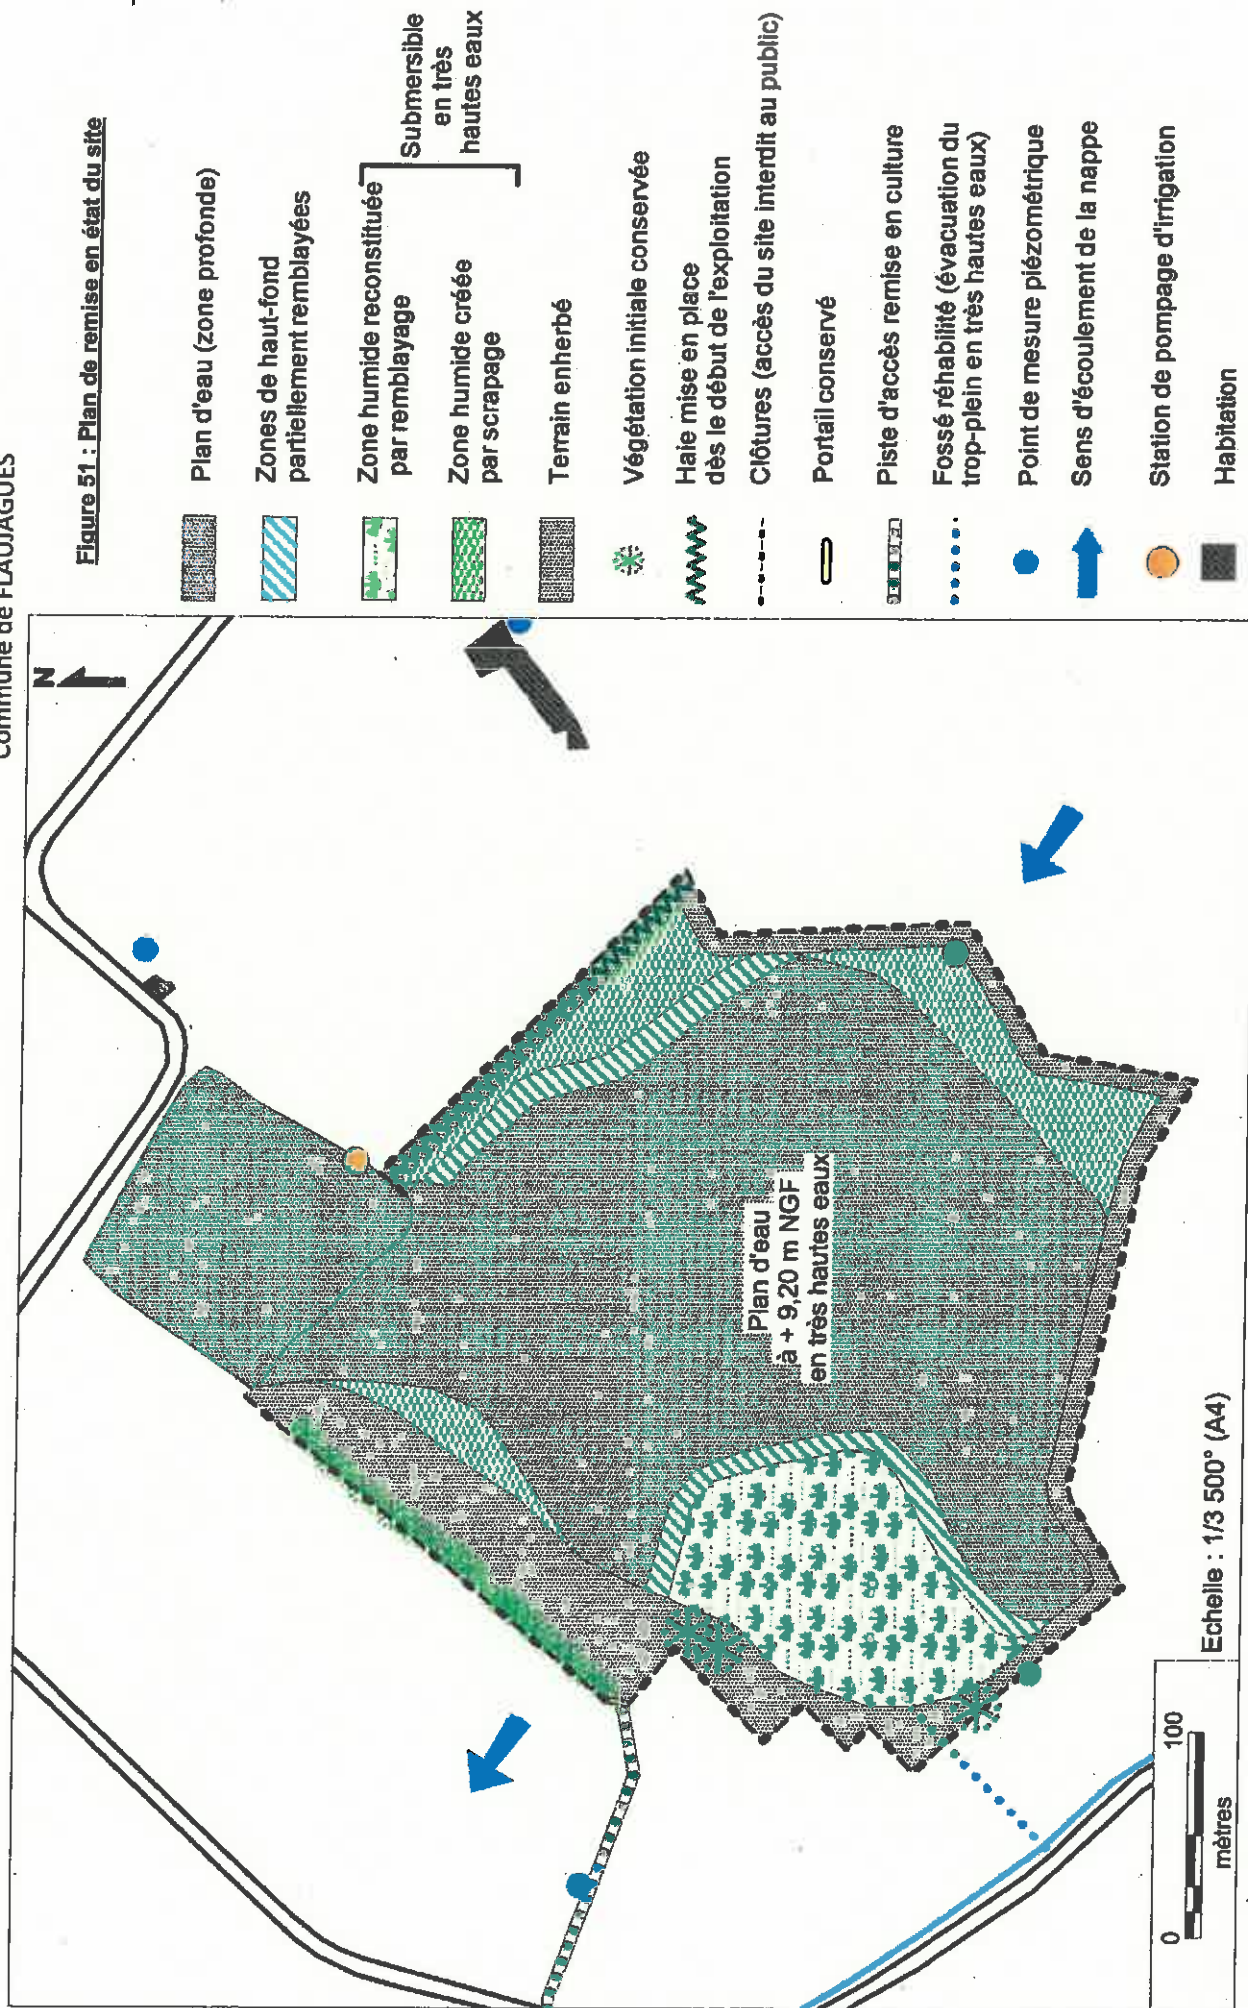 Commune de FLAUJAGUES
Figure 51 : Plan de remise en état du site
Plan d'eau (zone profonde)
Zones de haut-fond
partiellement remblayées
Zone humide reconstituée
par remblayage
Zone humide créée
par scrapage
Submersible
en très
hautes eaux
Terrain enherbé
Végétation initiale conservée
Haie mise en place
dès le début de l'exploitation
Clôtures (accès du site interdit au public)
Portail conservé
Piste d'accès remise en culture
Fossé réhabilité (évacuation du
trop-plein en très hautes eaux)
Point de mesure piézométrique
Sens d'écoulement de la nappe
Station de pompage d'irrigation
Habitation
N
Plan d'eau
à + 9,20 m NGF
en très hautes eaux
Echelle : 1/3 500° (A4)
0 100
mètres